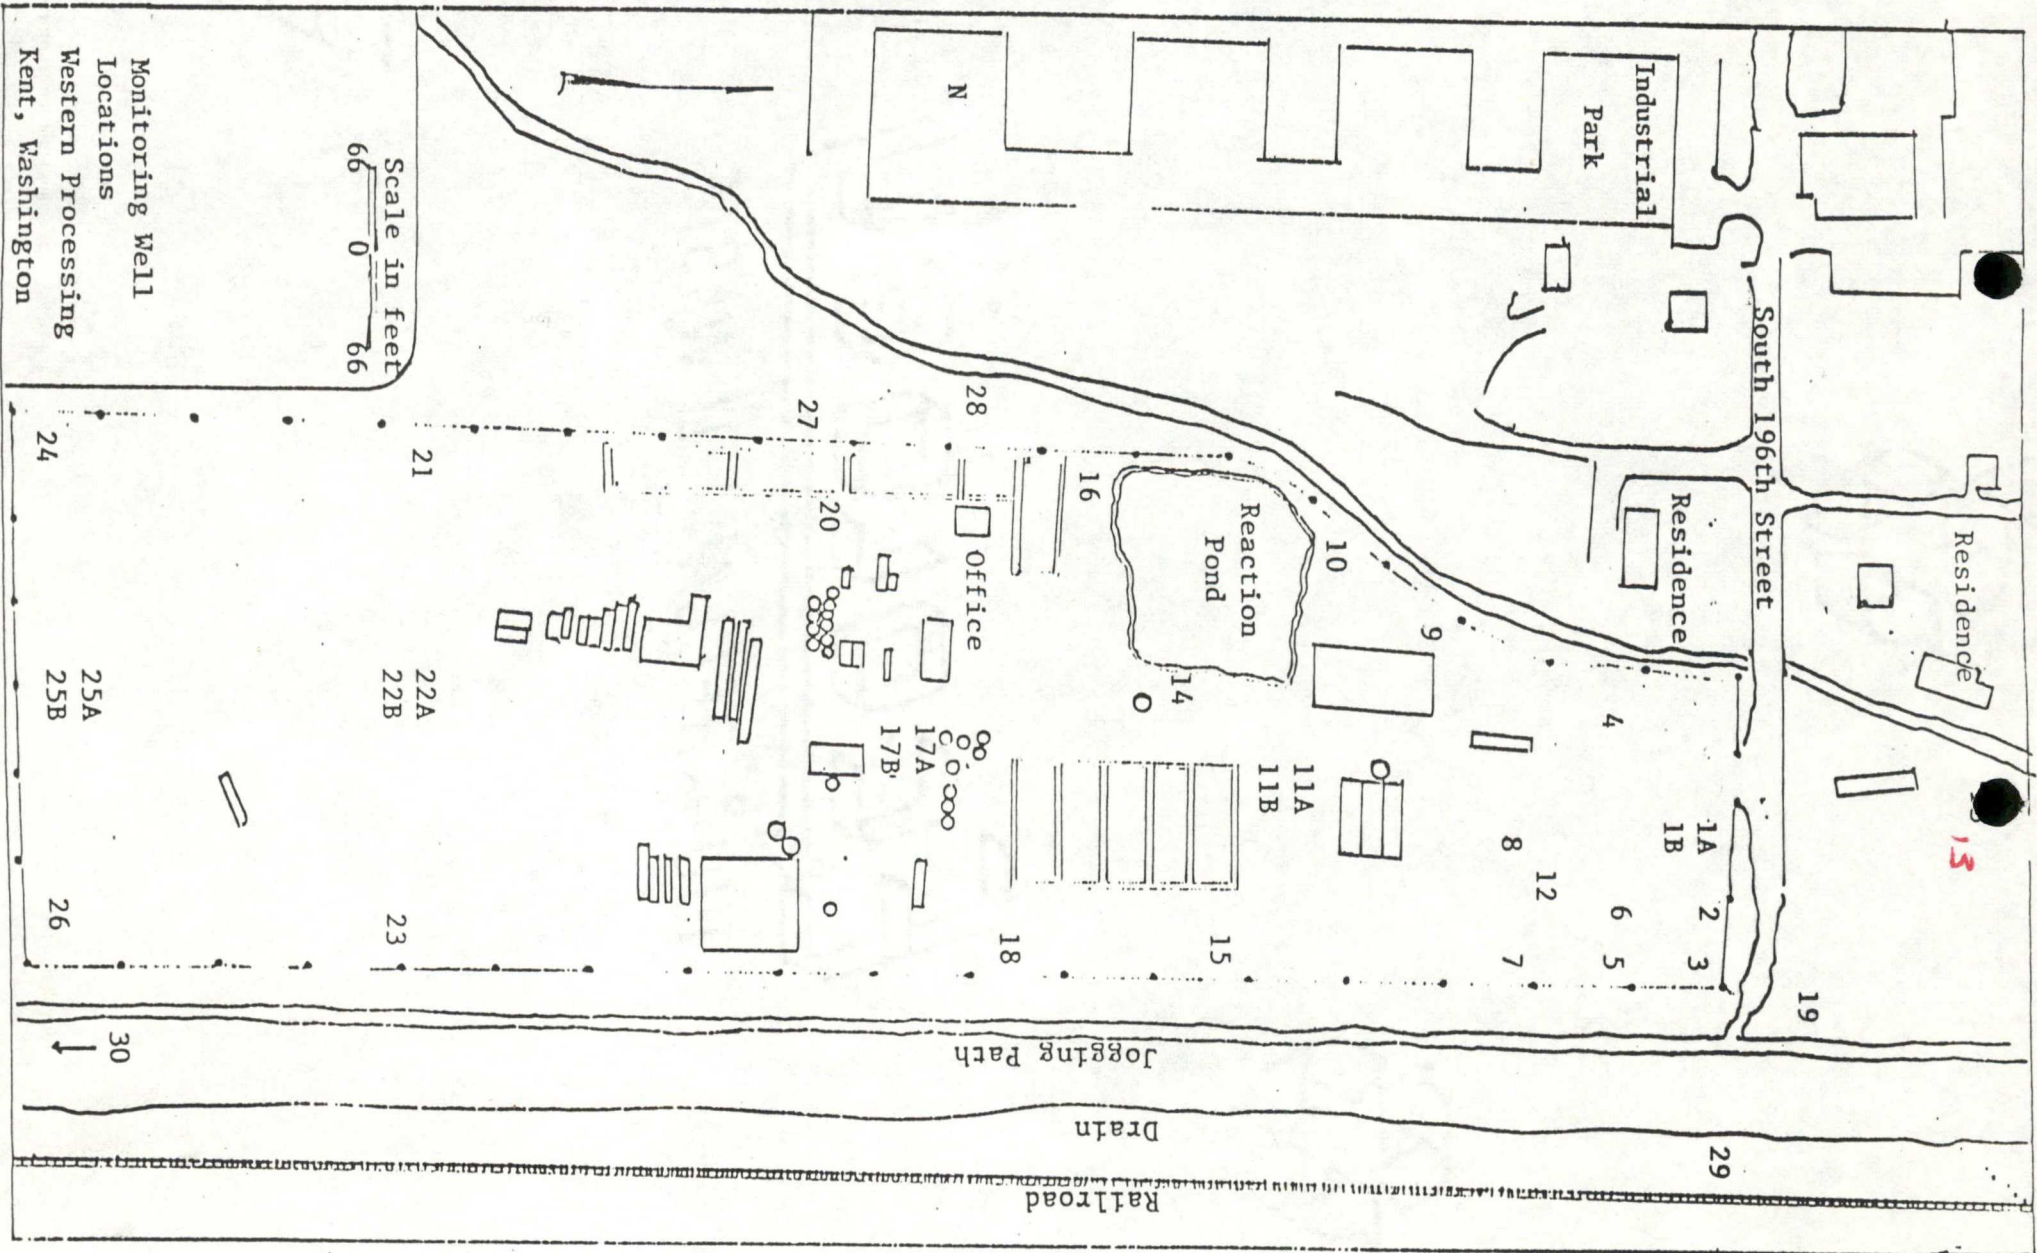 Monitoring Well
Locations
Western Processing
Kent, Washington
Scale in feet
66 0 66
N
Industrial
Park
South 196th Street
Residence
Residence
Reaction
Pond
Office
13
19
29
1A
1B
2
3
4
6
5
12
8
7
9
10
11A
11B
14
15
16
28
27
20
17A
17B
18
21
22A
22B
23
24
25A
25B
26
30
Jogging Path
Drain
Railroad